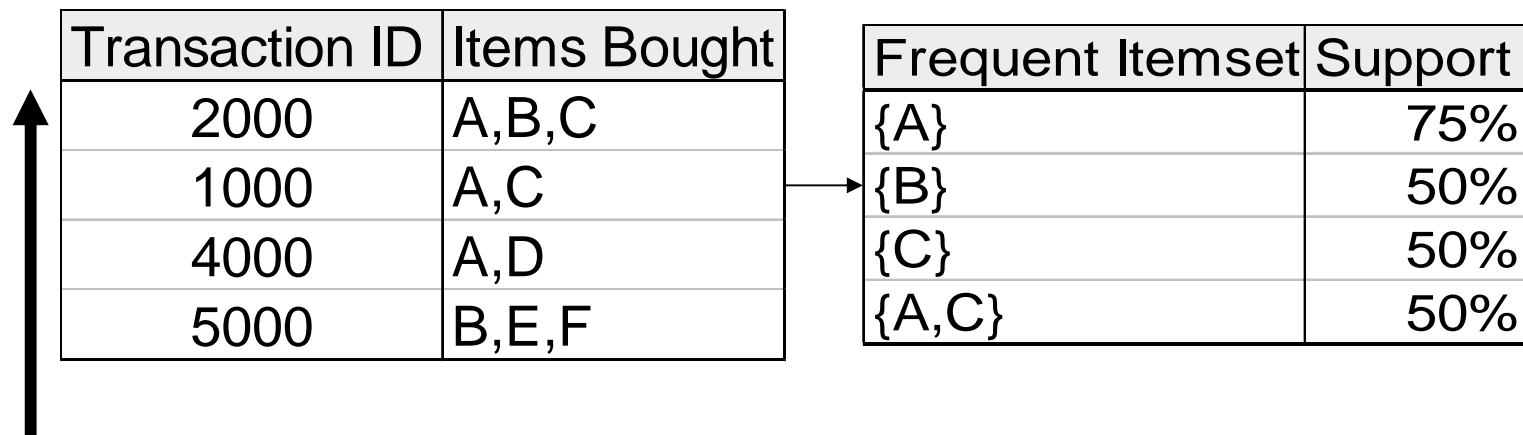 Transaction ID Items Bought
2000 A,B,C
1000 A,C
4000 A,D
5000 B,E,F
Frequent Itemset Support
{A} 75%
{B} 50%
{C} 50%
{A,C} 50%